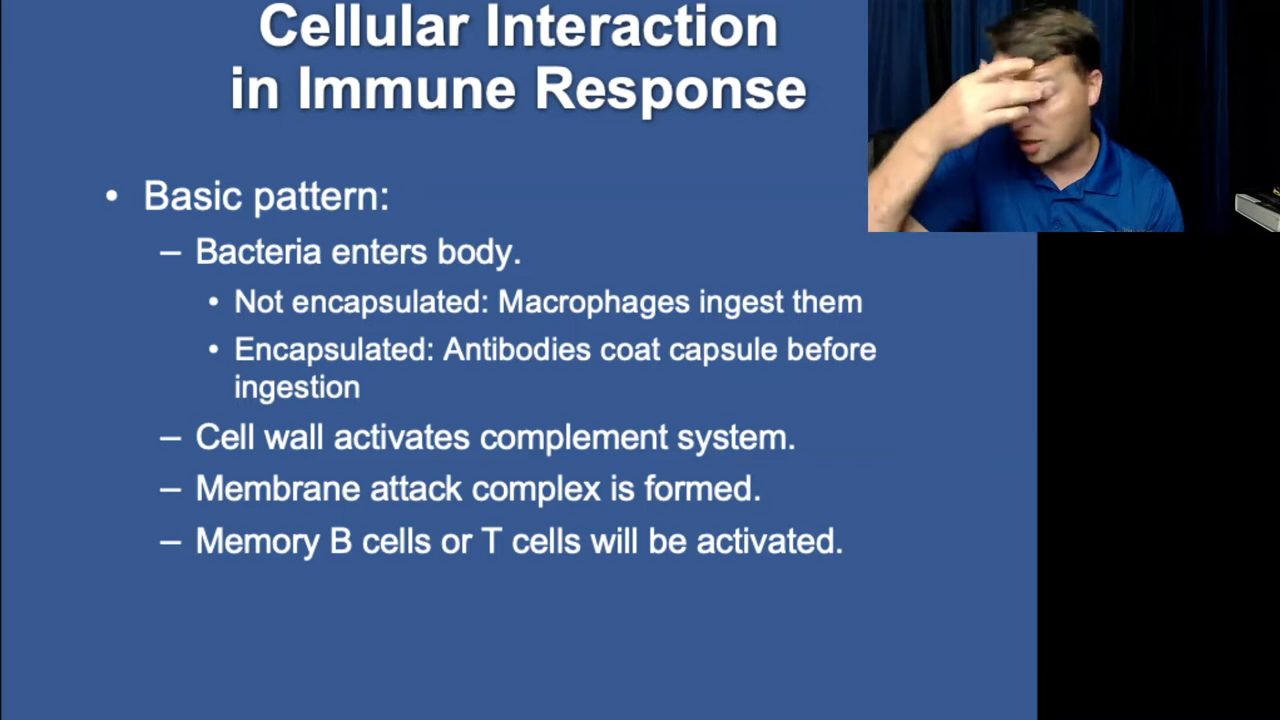 Cellular Interaction
in Immune Response
• Basic pattern:
– Bacteria enters body.
• Not encapsulated: Macrophages ingest them
• Encapsulated: Antibodies coat capsule before
ingestion
– Cell wall activates complement system.
– Membrane attack complex is formed.
– Memory B cells or T cells will be activated.